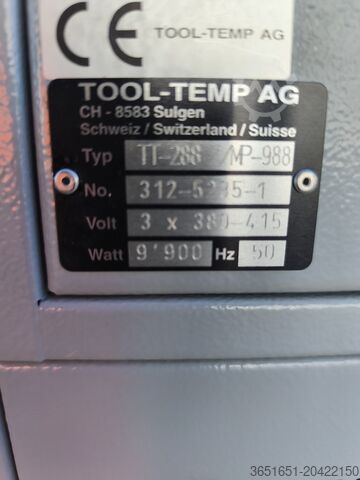 CE TOOL-TEMP AG
TOOL-TEMP AG
CH - 8583 Sulgen
Schweiz / Switzerland / Suisse
Typ TT-288 /MP-988
No. 312-5235-1
Volt 3 x 380-415
Watt 9'900 Hz 50
3651651-20422150